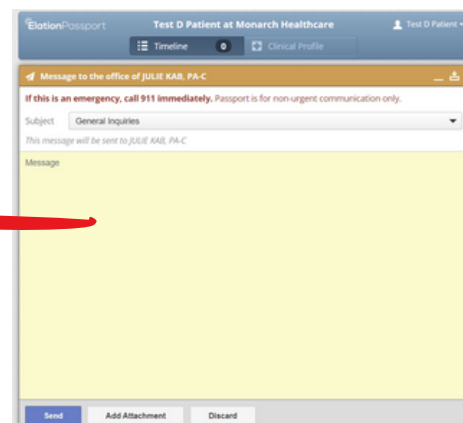 ElationPassport
Test D Patient at Monarch Healthcare
Test D Patient
Timeline 0 Clinical Profile
Message to the office of JULIE KAB, PA-C
If this is an emergency, call 911 immediately. Passport is for non-urgent communication only.
Subject General Inquiries
This message will be sent to JULIE KAB, PA-C
Message
Send Add Attachment Discard